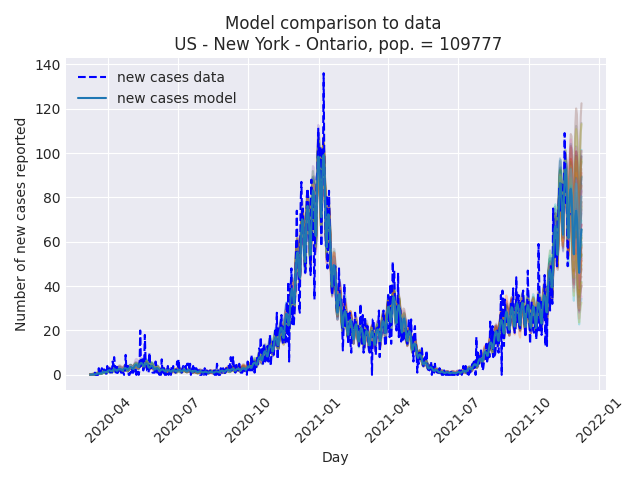 Model comparison to data
US - New York - Ontario, pop. = 109777
new cases data
new cases model
Number of new cases reported
140
120
100
80
60
40
20
0
2020-04
2020-07
2020-10
2021-01
2021-04
2021-07
2021-10
2022-01
Day